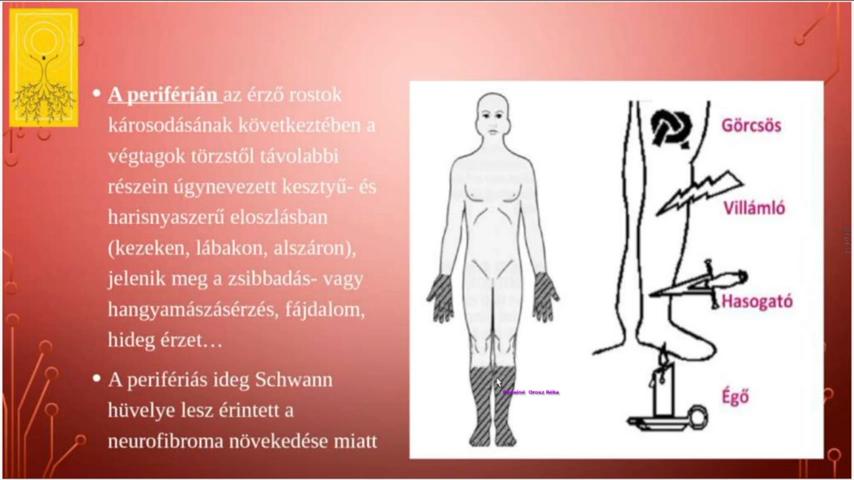 • A periférián az érző rostok
károsodásának következtében a
végtagok törzstől távolabbi
részein úgynevezett kesztyű- és
harisnyaszerű eloszlásban
(kezeken, lábakon, alszáron),
jelenik meg a zsibbadás- vagy
hangyamászásérzés, fájdalom,
hideg érzet…
• A perifériás ideg Schwann
hüvelye lesz érintett a
neurofibroma növekedése miatt
Görcsös
Villámló
Hasogató
Égő
Grosz Réka